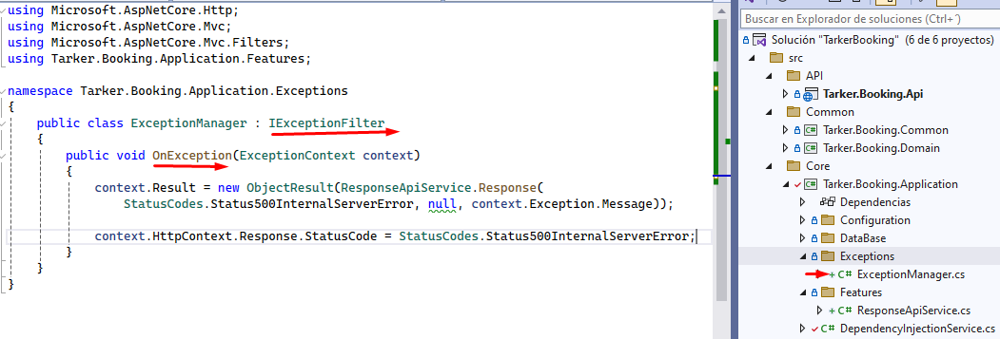 using Microsoft.AspNetCore.Http;
using Microsoft.AspNetCore.Mvc;
using Microsoft.AspNetCore.Mvc.Filters;
using Tarker.Booking.Application.Features;
namespace Tarker.Booking.Application.Exceptions
{
public class ExceptionManager : IExceptionFilter
{
public void OnException(ExceptionContext context)
{
context.Result = new ObjectResult(ResponseApiService.Response(
StatusCodes.Status500InternalServerError, null, context.Exception.Message));
context.HttpContext.Response.StatusCode = StatusCodes.Status500InternalServerError;
}
}
}
Buscar en Explorador de soluciones (Ctrl+´)
Solución "TarkerBooking" (6 de 6 proyectos)
src
API
Tarker.Booking.Api
Common
C# Tarker.Booking.Common
C# Tarker.Booking.Domain
Core
C# Tarker.Booking.Application
Dependencias
Configuration
DataBase
Exceptions
+ C# ExceptionManager.cs
Features
+ C# ResponseApiService.cs
C# DependencyInjectionService.cs